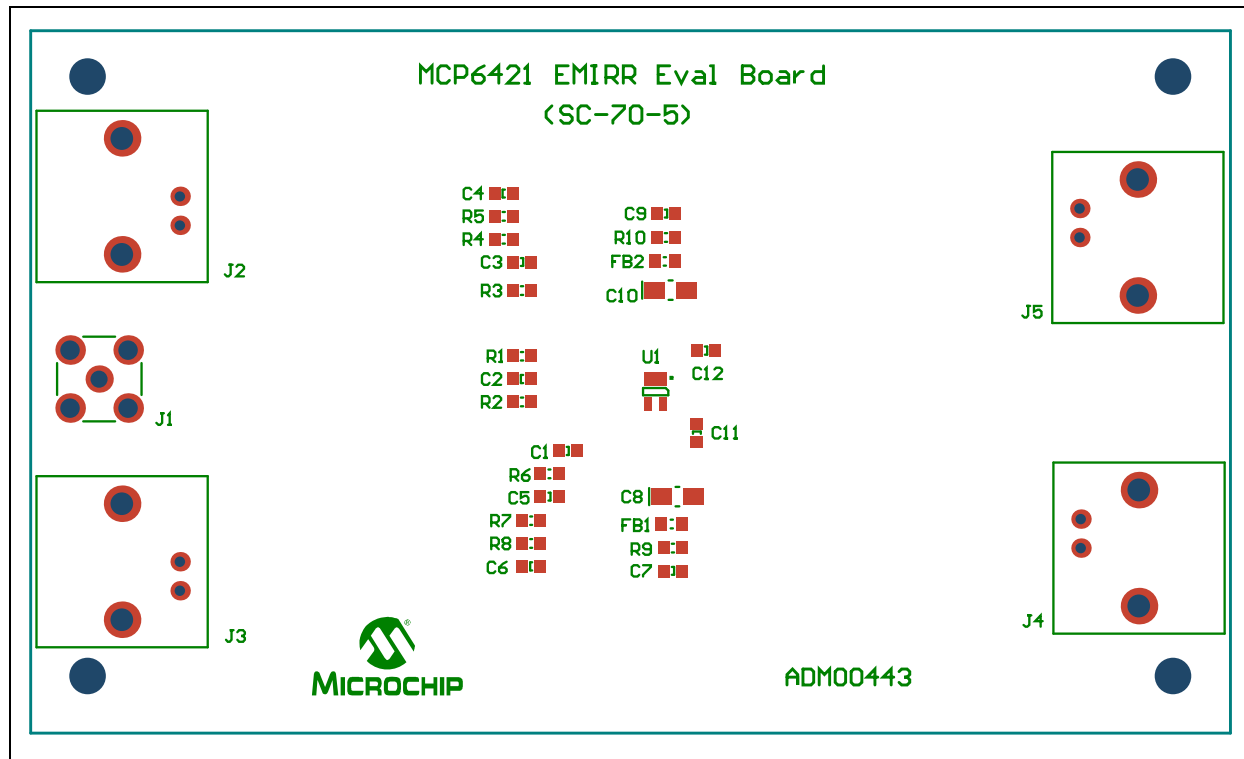 MCP6421 EMIRR Eval Board
(SC-70-5)
C4
R5
R4
C3
R3
C9
R10
FB2
C10
J2
J5
R1
C2
R2
U1
C12
C11
J1
C1
R6
C5
R7
R8
C6
C8
FB1
R9
C7
J3
J4
®
MICROCHIP
ADM00443